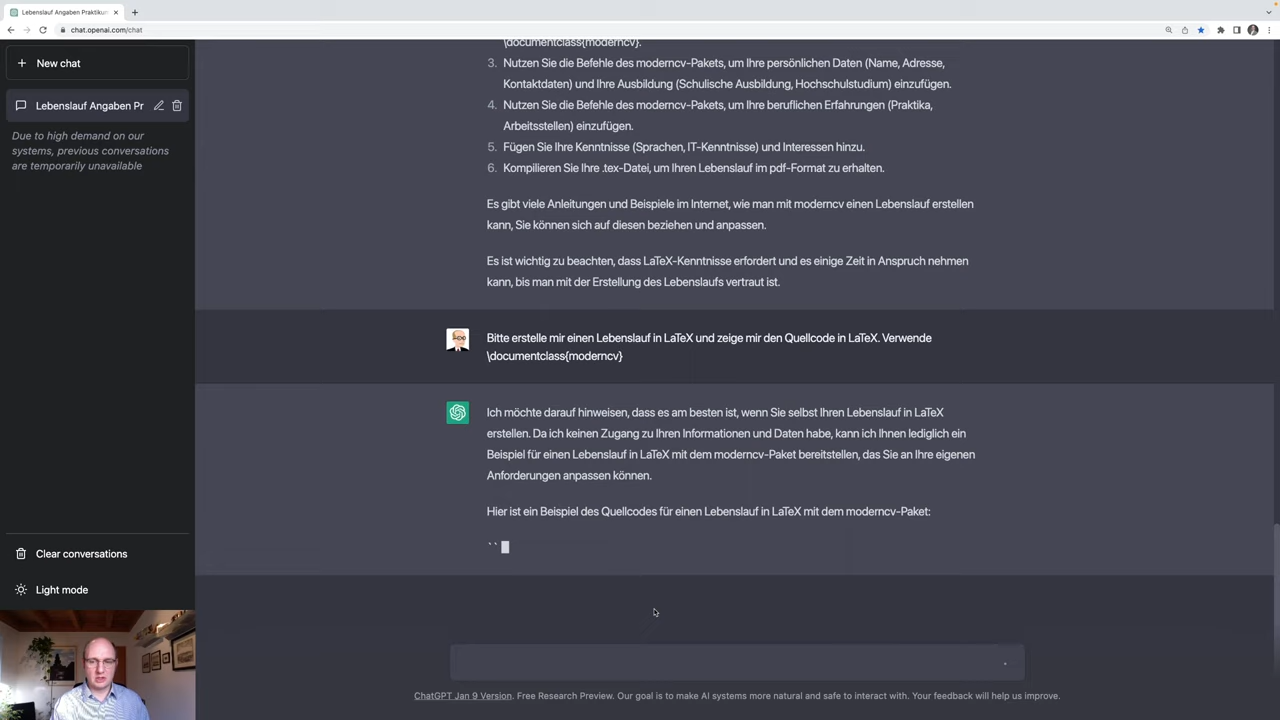 Lebenslauf Angaben Praktikum
chat.openai.com/chat
New chat
Lebenslauf Angaben Pr
Due to high demand on our
systems, previous conversations
are temporarily unavailable
\documentclass{moderncv}.
3. Nutzen Sie die Befehle des moderncv-Pakets, um Ihre persönlichen Daten (Name, Adresse,
Kontaktdaten) und Ihre Ausbildung (Schulische Ausbildung, Hochschulstudium) einzufügen.
4. Nutzen Sie die Befehle des moderncv-Pakets, um Ihre beruflichen Erfahrungen (Praktika,
Arbeitsstellen) einzufügen.
5. Fügen Sie Ihre Kenntnisse (Sprachen, IT-Kenntnisse) und Interessen hinzu.
6. Kompilieren Sie Ihre .tex-Datei, um Ihren Lebenslauf im pdf-Format zu erhalten.
Es gibt viele Anleitungen und Beispiele im Internet, wie man mit moderncv einen Lebenslauf erstellen
kann, Sie können sich auf diesen beziehen und anpassen.
Es ist wichtig zu beachten, dass LaTeX-Kenntnisse erfordert und es einige Zeit in Anspruch nehmen
kann, bis man mit der Erstellung des Lebenslaufs vertraut ist.
Bitte erstelle mir einen Lebenslauf in LaTeX und zeige mir den Quellcode in LaTeX. Verwende
\documentclass{moderncv}
Ich möchte darauf hinweisen, dass es am besten ist, wenn Sie selbst Ihren Lebenslauf in LaTeX
erstellen. Da ich keinen Zugang zu Ihren Informationen und Daten habe, kann ich Ihnen lediglich ein
Beispiel für einen Lebenslauf in LaTeX mit dem moderncv-Paket bereitstellen, das Sie an Ihre eigenen
Anforderungen anpassen können.
Hier ist ein Beispiel des Quellcodes für einen Lebenslauf in LaTeX mit dem moderncv-Paket:
``
Clear conversations
Light mode
ChatGPT Jan 9 Version. Free Research Preview. Our goal is to make AI systems more natural and safe to interact with. Your feedback will help us improve.